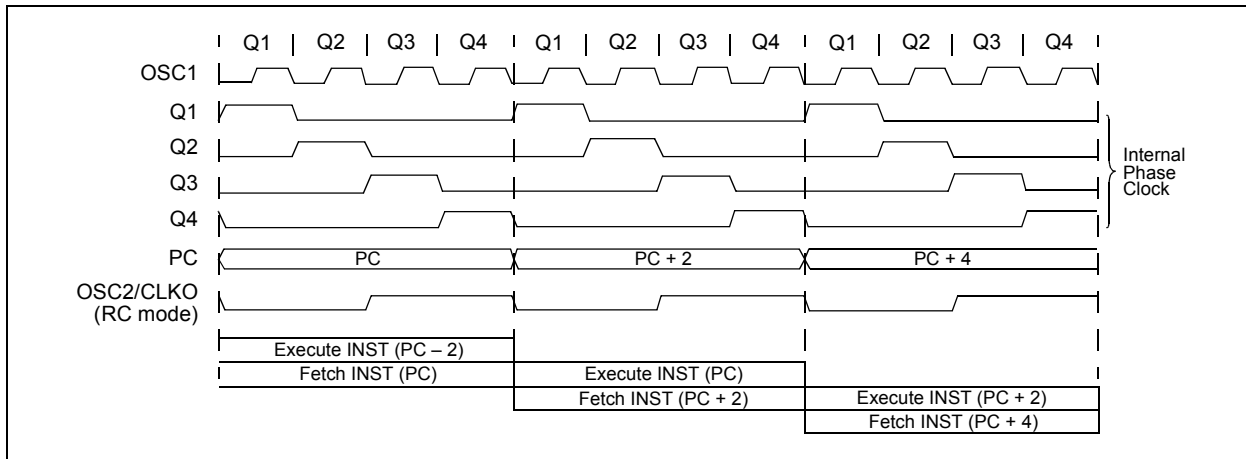 Q1 Q2 Q3 Q4 Q1 Q2 Q3 Q4 Q1 Q2 Q3 Q4
OSC1
Q1
Q2
Q3
Q4
Internal
Phase
Clock
PC PC PC + 2 PC + 4
OSC2/CLKO
(RC mode)
Execute INST (PC – 2)
Fetch INST (PC) Execute INST (PC)
Fetch INST (PC + 2) Execute INST (PC + 2)
Fetch INST (PC + 4)